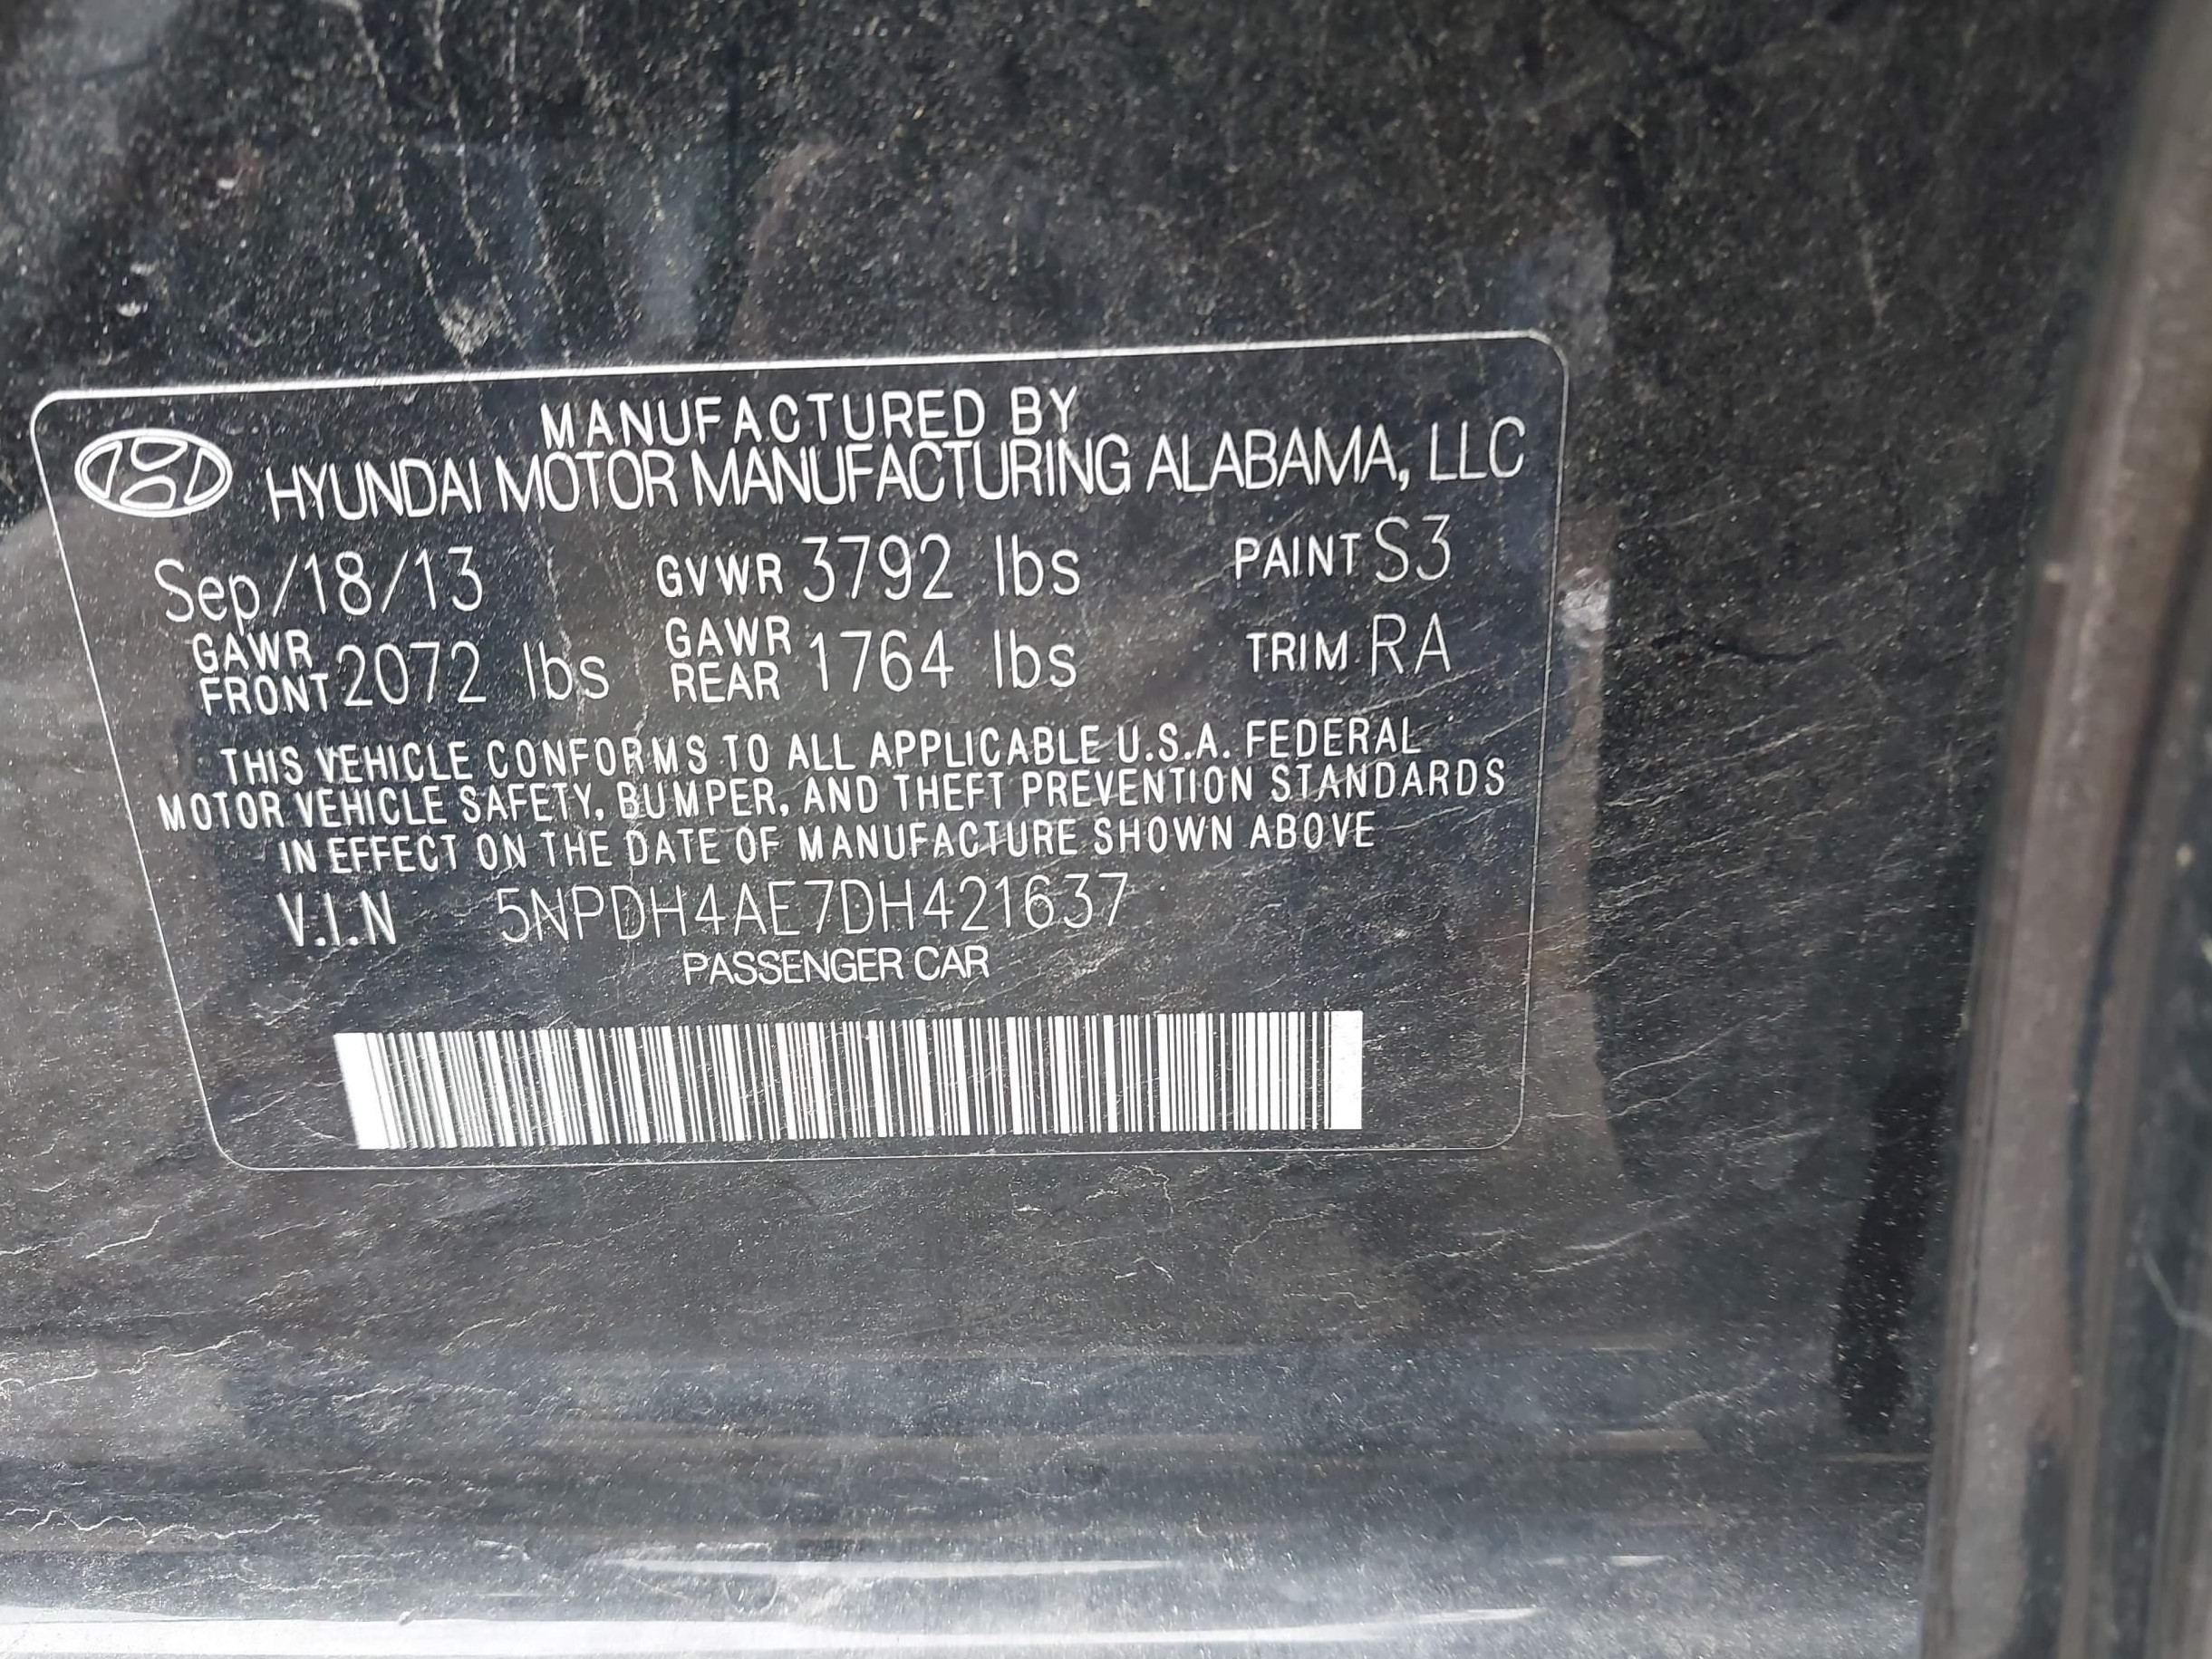 MANUFACTURED BY
HYUNDAI MOTOR MANUFACTURING ALABAMA, LLC
Sep/18/13 GVWR 3792 lbs PAINT S3
GAWR FRONT 2072 lbs GAWR REAR 1764 lbs TRIM RA
THIS VEHICLE CONFORMS TO ALL APPLICABLE U.S.A. FEDERAL
MOTOR VEHICLE SAFETY, BUMPER, AND THEFT PREVENTION STANDARDS
IN EFFECT ON THE DATE OF MANUFACTURE SHOWN ABOVE
V.I.N 5NPDH4AE7DH421637
PASSENGER CAR